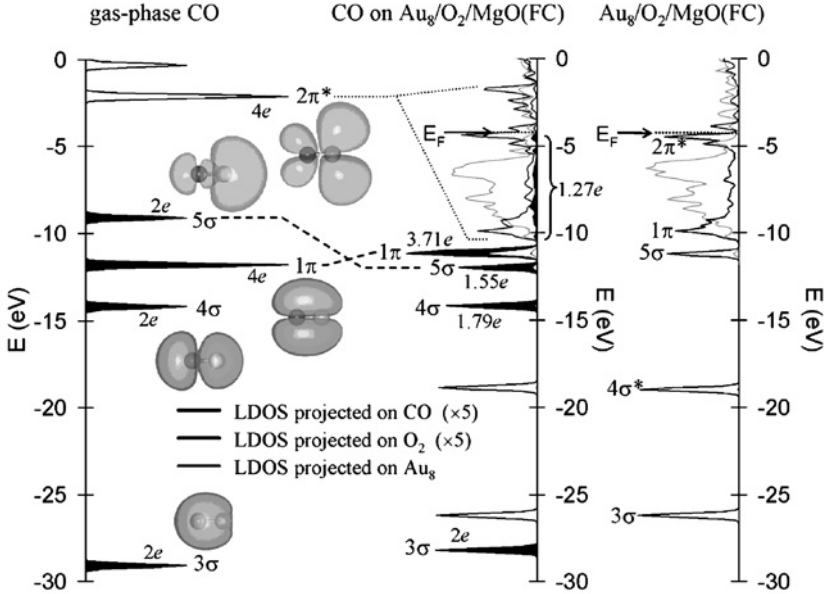 gas-phase CO
CO on Au₈/O₂/MgO(FC)
Au₈/O₂/MgO(FC)
0
-5
-10
-15
-20
-25
-30
E (eV)
2π*
4e
2e
5σ
1π
4e
4σ
2e
2e
3σ
LDOS projected on CO (×5)
LDOS projected on O₂ (×5)
LDOS projected on Au₈
E_F
1.27e
3.71e
1π
5σ
1.55e
4σ
1.79e
2e
3σ
0
-5
-10
-15
-20
-25
-30
E (eV)
E_F
2π*
1π
5σ
4σ*
3σ
0
-5
-10
-15
-20
-25
-30
E (eV)